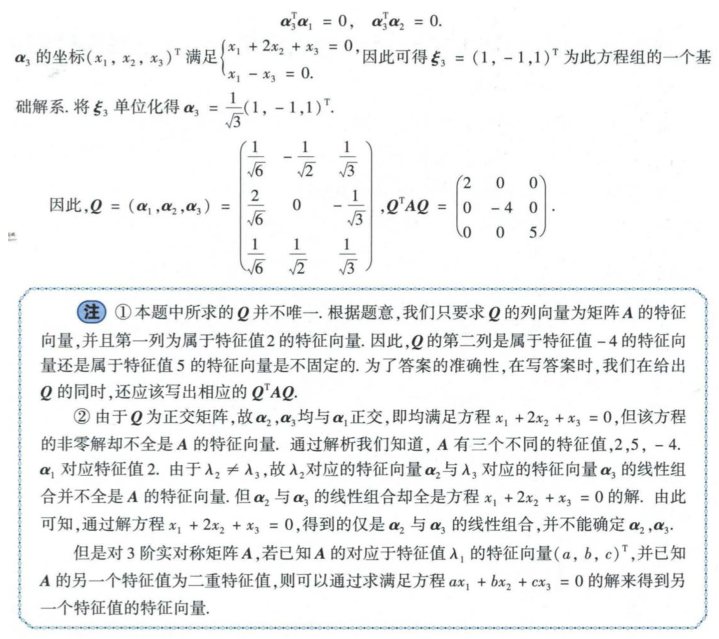 α₃ᵀα₁ = 0, α₃ᵀα₂ = 0.
α₃ 的坐标(x₁, x₂, x₃)ᵀ 满足{x₁ + 2x₂ + x₃ = 0, x₁ - x₃ = 0. 因此可得 ξ₃ = (1, -1,1)ᵀ 为此方程组的一个基
础解系. 将 ξ₃ 单位化得 α₃ = 1/√3 (1, -1,1)ᵀ.
因此,Q = (α₁,α₂,α₃) = (1/√6 -1/√2 1/√3; 2/√6 0 -1/√3; 1/√6 1/√2 1/√3), QᵀAQ = (2 0 0; 0 -4 0; 0 0 5).
注 ①本题中所求的 Q 并不唯一. 根据题意,我们只要求 Q 的列向量为矩阵 A 的特征
向量,并且第一列为属于特征值2 的特征向量. 因此,Q 的第二列是属于特征值 -4 的特征向
量还是属于特征值 5 的特征向量是不固定的. 为了答案的准确性,在写答案时,我们在给出
Q 的同时,还应该写出相应的 QᵀAQ.
② 由于 Q 为正交矩阵,故 α₂,α₃均与 α₁正交,即均满足方程 x₁ + 2x₂ + x₃ = 0,但该方程
的非零解却不全是 A 的特征向量. 通过解析我们知道, A 有三个不同的特征值,2,5, -4.
α₁ 对应特征值2. 由于 λ₂ ≠ λ₃,故 λ₂对应的特征向量 α₂与 λ₃ 对应的特征向量 α₃ 的线性组
合并不全是 A 的特征向量. 但 α₂ 与 α₃ 的线性组合却全是方程 x₁ + 2x₂ + x₃ = 0 的解. 由此
可知,通过解方程 x₁ + 2x₂ + x₃ = 0,得到的仅是 α₂ 与 α₃ 的线性组合,并不能确定 α₂,α₃.
但是对 3 阶实对称矩阵 A,若已知 A 的对应于特征值 λ₁ 的特征向量(a, b, c)ᵀ,并已知
A 的另一个特征值为二重特征值,则可以通过求满足方程 ax₁ + bx₂ + cx₃ = 0 的解来得到另
一个特征值的特征向量.